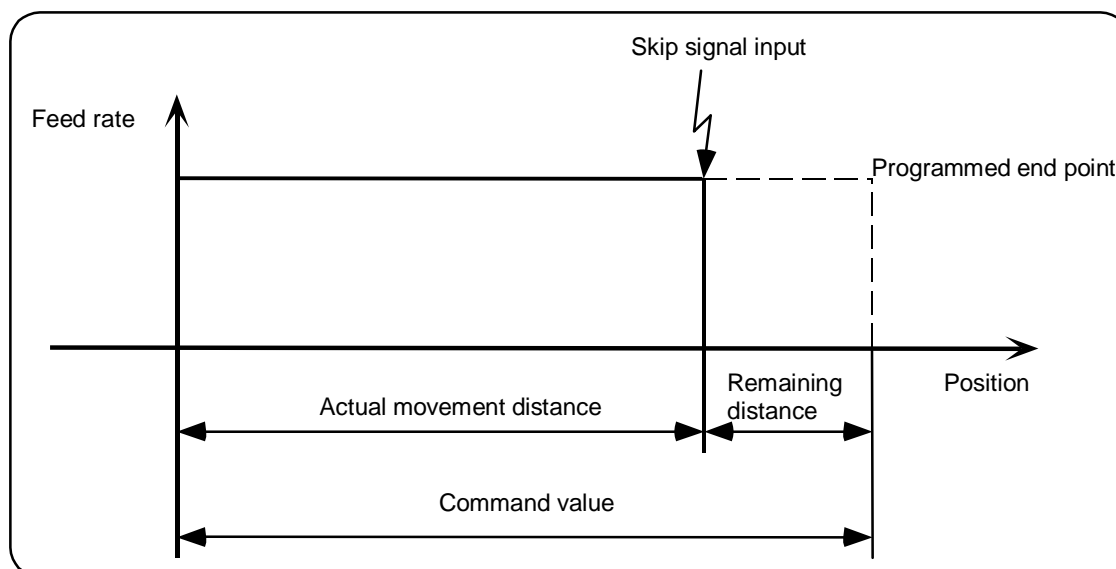 Skip signal input
Feed rate
Programmed end point
Position
Remaining
distance
Actual movement distance
Command value